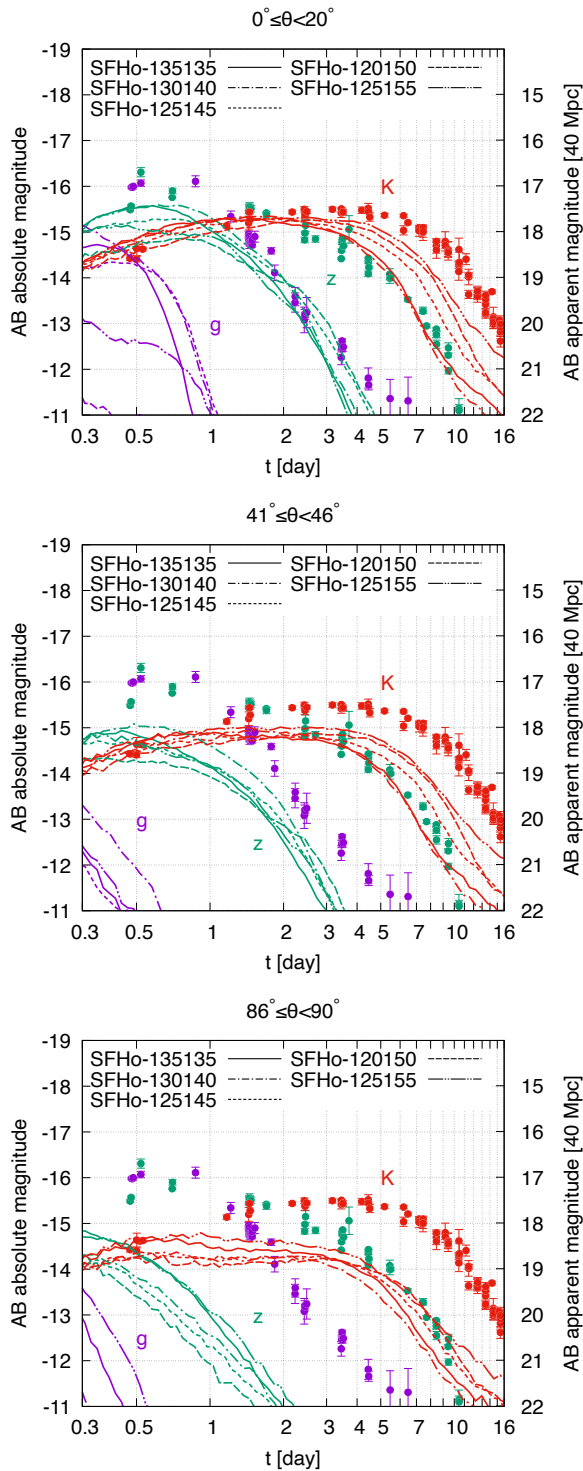 0°≤θ<20°
SFHo-135135 SFHo-120150
SFHo-130140 SFHo-125155
SFHo-125145
AB absolute magnitude
-19
-18
-17
-16
-15
-14
-13
-12
-11
K
g
z
15
16
17
18
19
20
21
22
AB apparent magnitude [40 Mpc]
0.3 0.5 1 2 3 4 5 7 10 16
t [day]
41°≤θ<46°
SFHo-135135 SFHo-120150
SFHo-130140 SFHo-125155
SFHo-125145
AB absolute magnitude
-19
-18
-17
-16
-15
-14
-13
-12
-11
K
g
z
15
16
17
18
19
20
21
22
AB apparent magnitude [40 Mpc]
0.3 0.5 1 2 3 4 5 7 10 16
t [day]
86°≤θ<90°
SFHo-135135 SFHo-120150
SFHo-130140 SFHo-125155
SFHo-125145
AB absolute magnitude
-19
-18
-17
-16
-15
-14
-13
-12
-11
K
g
z
15
16
17
18
19
20
21
22
AB apparent magnitude [40 Mpc]
0.3 0.5 1 2 3 4 5 7 10 16
t [day]